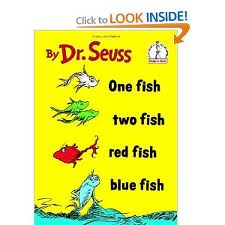 Click to LOOK INSIDE!
By Dr. Seuss
One fish
two fish
red fish
blue fish